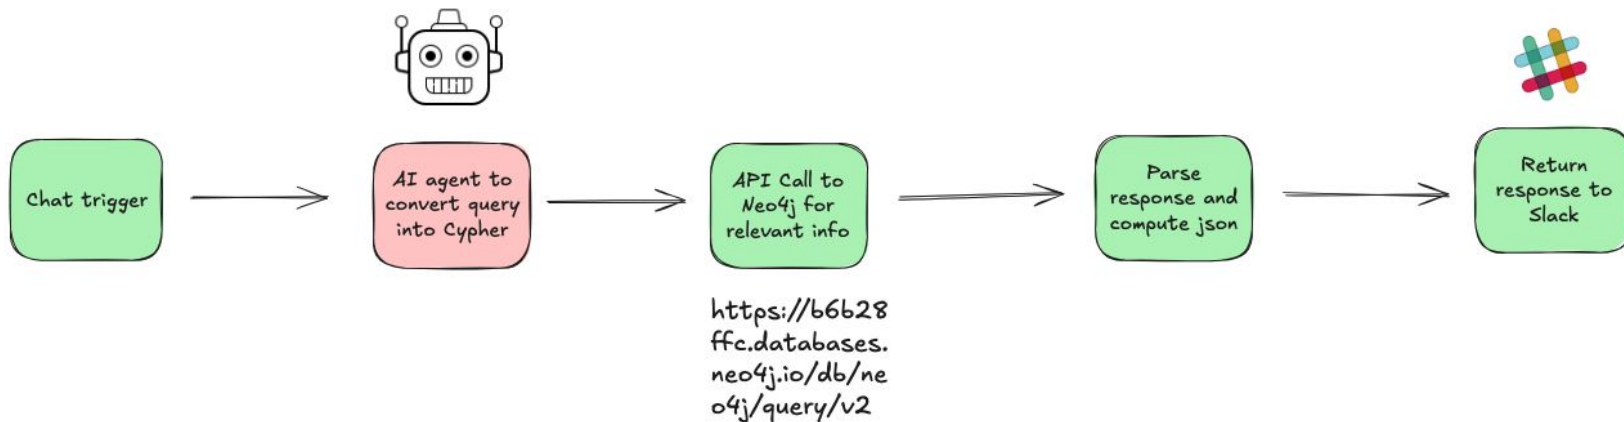 Chat trigger
AI agent to
convert query
into Cypher
API Call to
Neo4j for
relevant info
https://b6b28
ffc.databases.
neo4j.io/db/ne
o4j/query/v2
Parse
response and
compute json
Return
response to
Slack